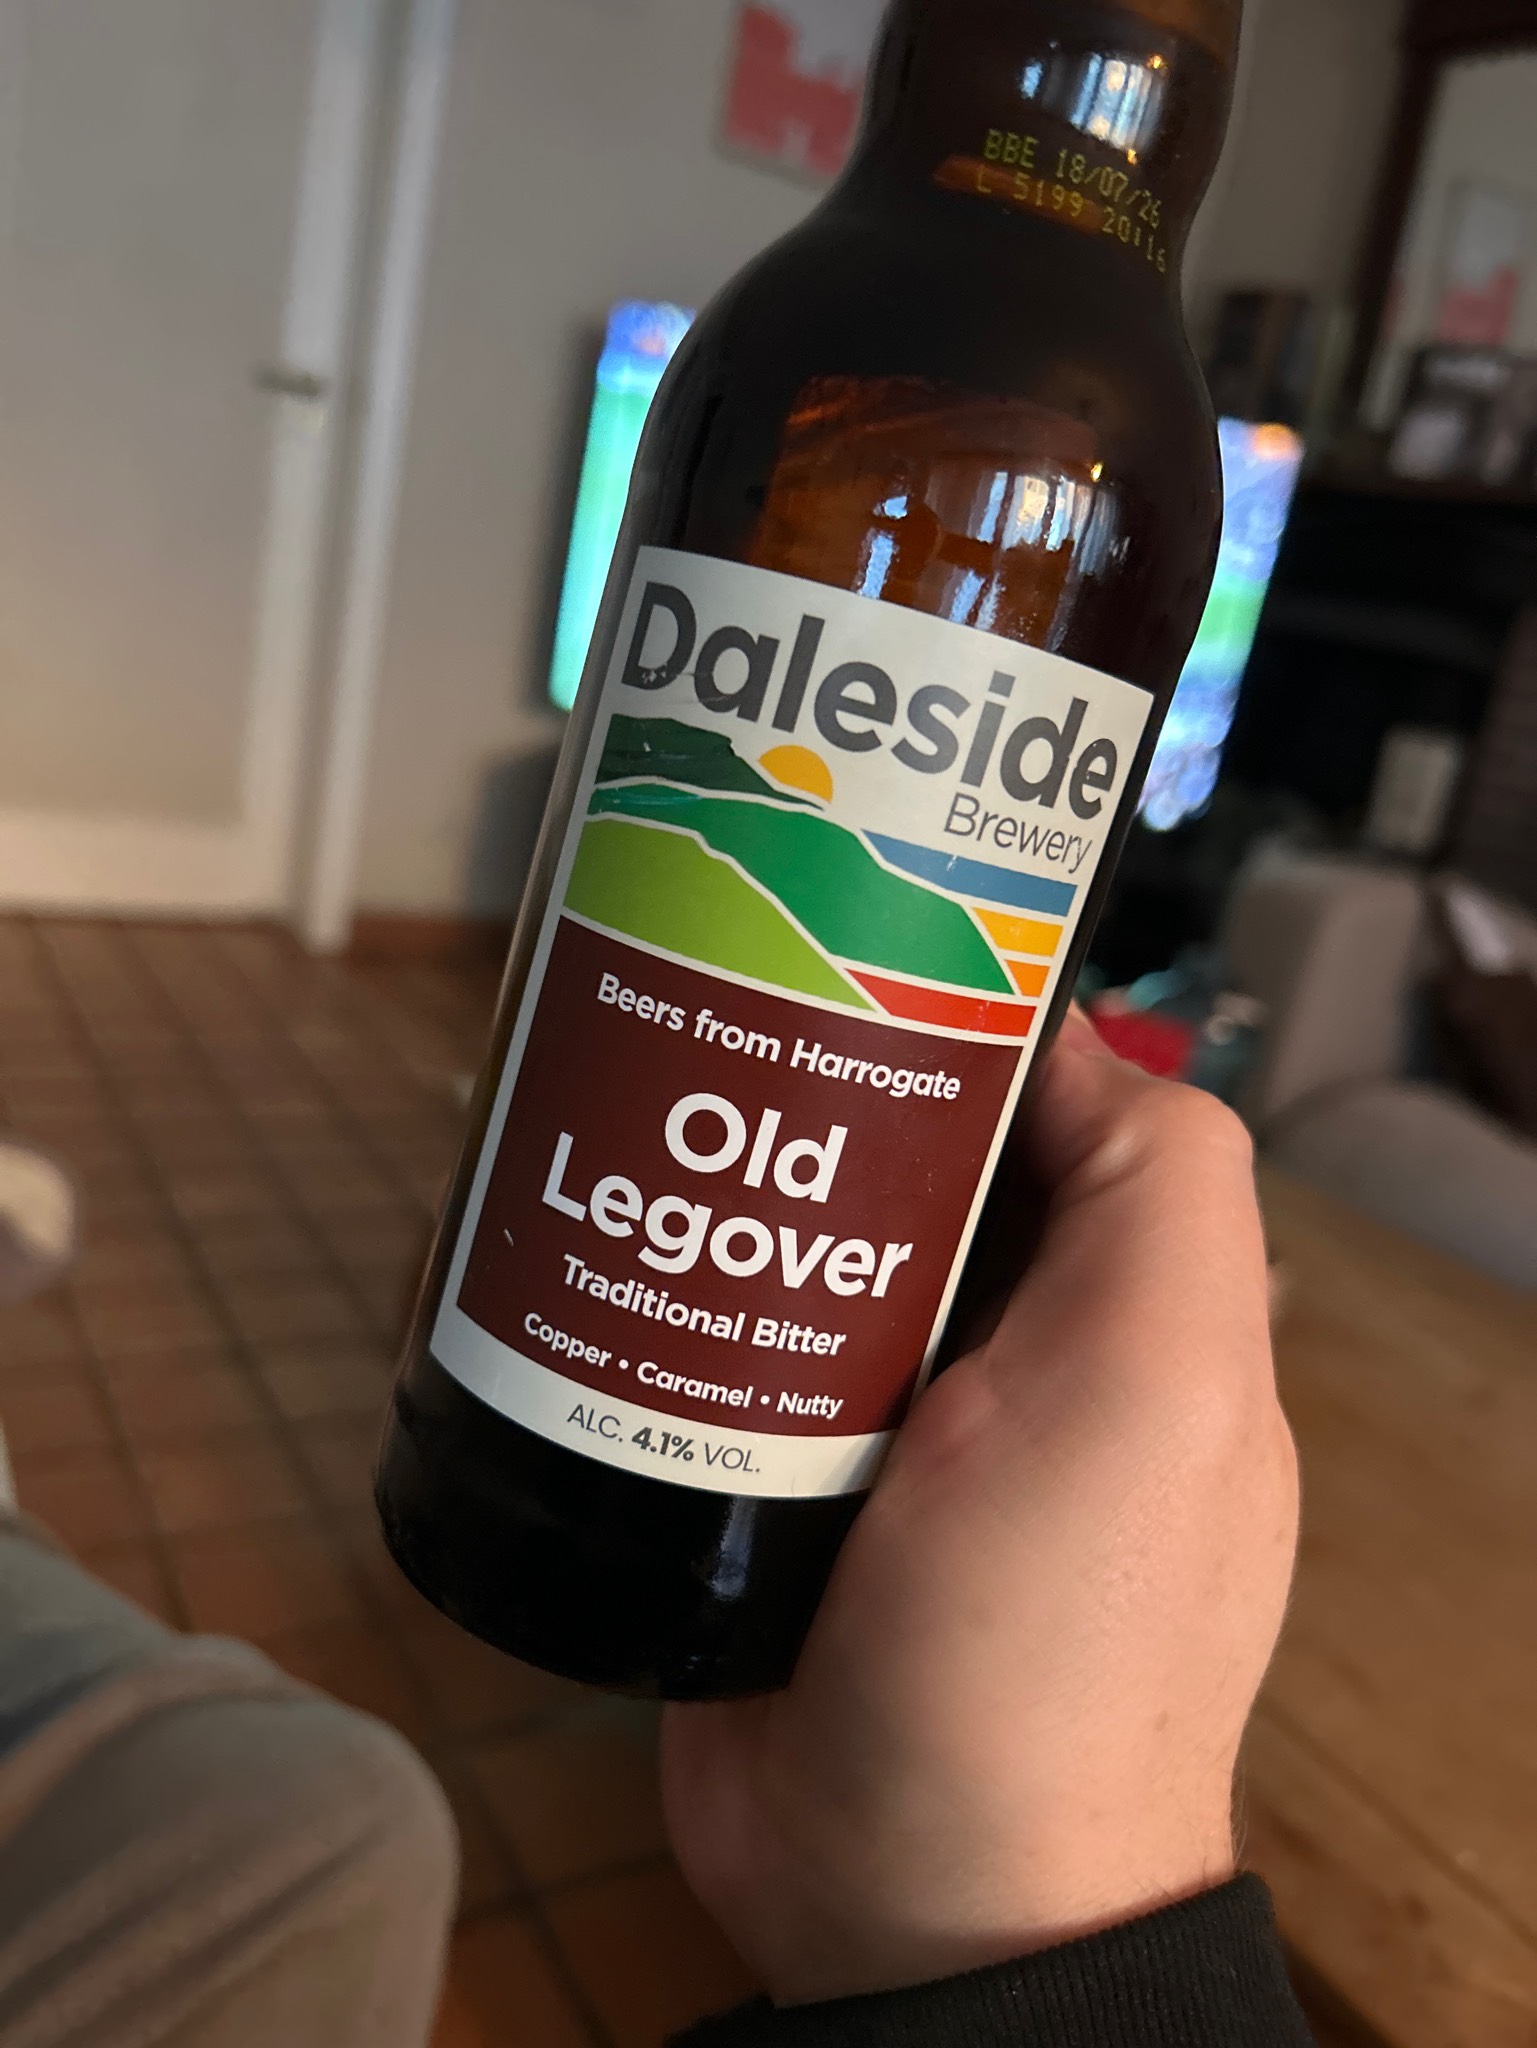 BBE 18/07/26
L 5199 20:16
Daleside
Brewery
Beers from Harrogate
Old
Legover
Traditional Bitter
Copper • Caramel • Nutty
ALC. 4.1% VOL.